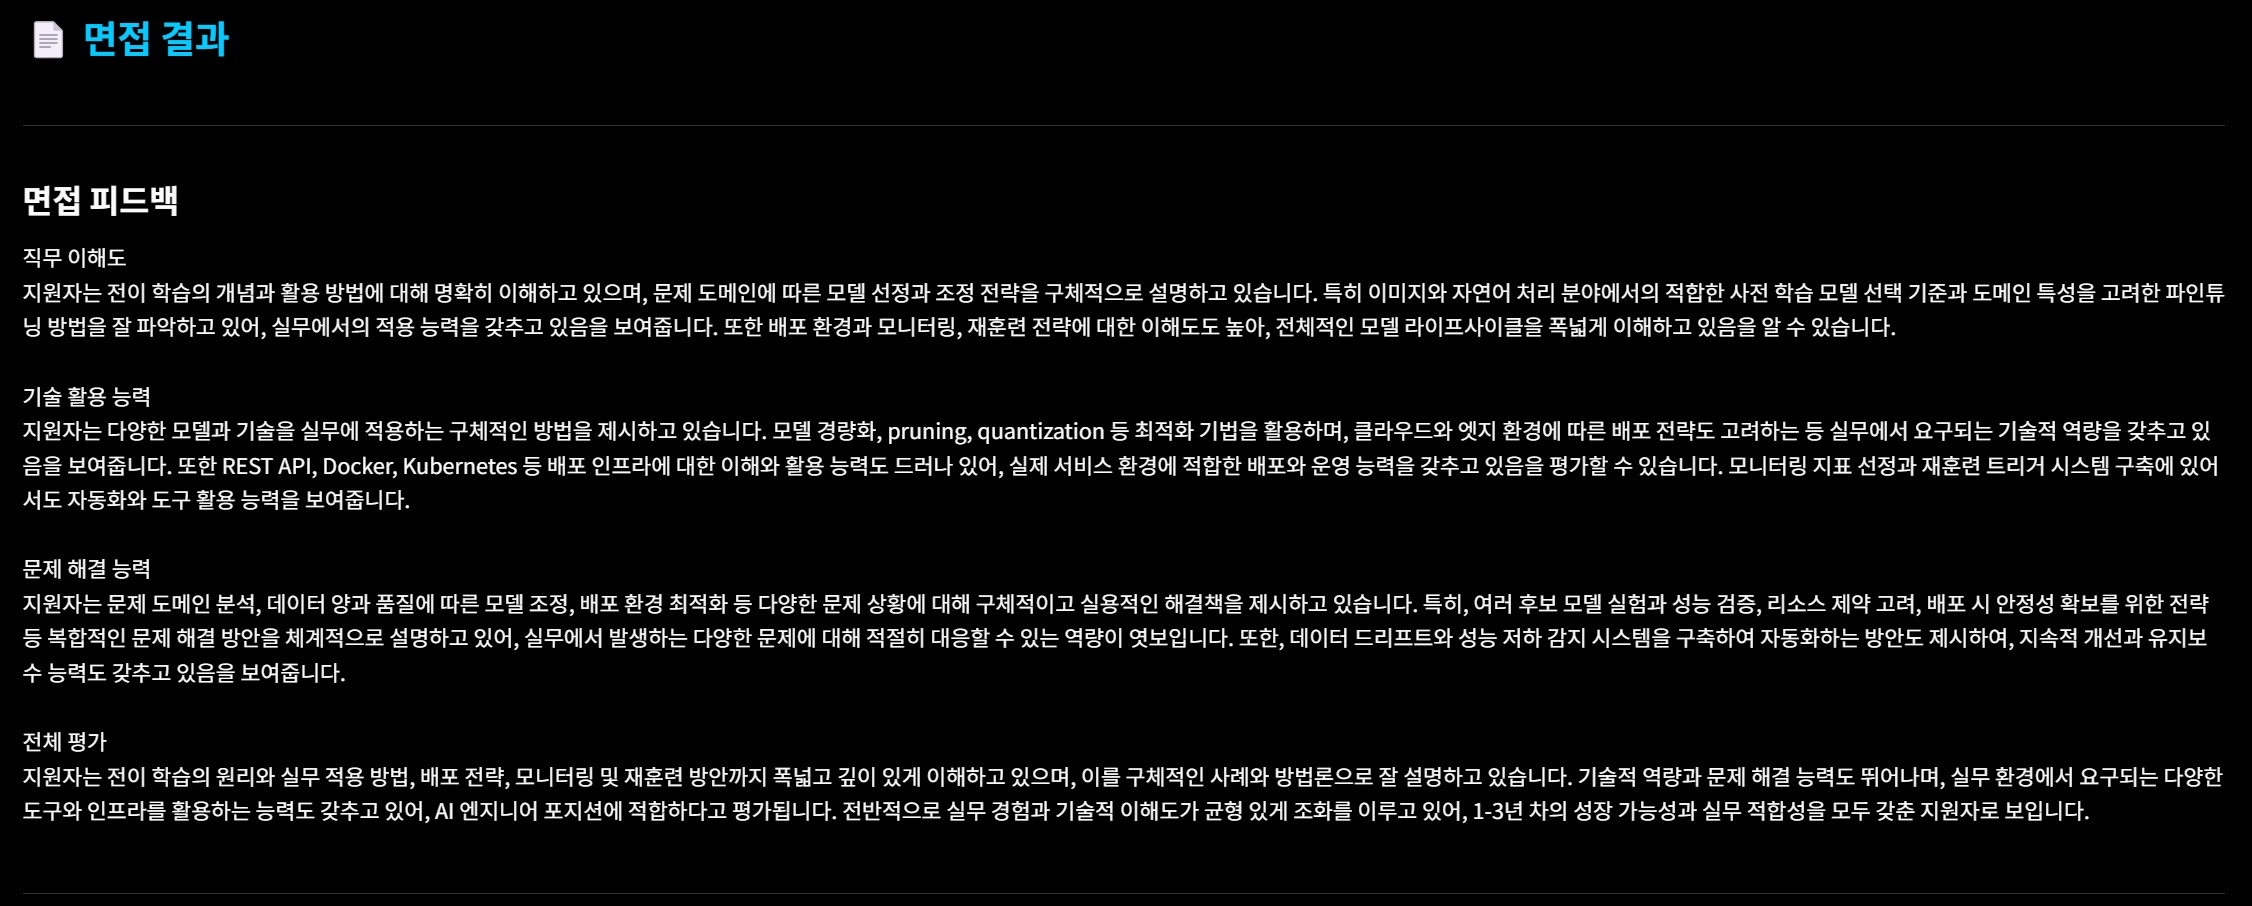 면접 결과
면접 피드백
직무 이해도
지원자는 전이 학습의 개념과 활용 방법에 대해 명확히 이해하고 있으며, 문제 도메인에 따른 모델 선정과 조정 전략을 구체적으로 설명하고 있습니다. 특히 이미지와 자연어 처리 분야에서의 적합한 사전 학습 모델 선택 기준과 도메인 특성을 고려한 파인튜
닝 방법을 잘 파악하고 있어, 실무에서의 적용 능력을 갖추고 있음을 보여줍니다. 또한 배포 환경과 모니터링, 재훈련 전략에 대한 이해도도 높아, 전체적인 모델 라이프사이클을 폭넓게 이해하고 있음을 알 수 있습니다.
기술 활용 능력
지원자는 다양한 모델과 기술을 실무에 적용하는 구체적인 방법을 제시하고 있습니다. 모델 경량화, pruning, quantization 등 최적화 기법을 활용하며, 클라우드와 엣지 환경에 따른 배포 전략도 고려하는 등 실무에서 요구되는 기술적 역량을 갖추고 있
음을 보여줍니다. 또한 REST API, Docker, Kubernetes 등 배포 인프라에 대한 이해와 활용 능력도 드러나 있어, 실제 서비스 환경에 적합한 배포와 운영 능력을 갖추고 있음을 평가할 수 있습니다. 모니터링 지표 선정과 재훈련 트리거 시스템 구축에 있어
서도 자동화와 도구 활용 능력을 보여줍니다.
문제 해결 능력
지원자는 문제 도메인 분석, 데이터 양과 품질에 따른 모델 조정, 배포 환경 최적화 등 다양한 문제 상황에 대해 구체적이고 실용적인 해결책을 제시하고 있습니다. 특히, 여러 후보 모델 실험과 성능 검증, 리소스 제약 고려, 배포 시 안정성 확보를 위한 전략
등 복합적인 문제 해결 방안을 체계적으로 설명하고 있어, 실무에서 발생하는 다양한 문제에 대해 적절히 대응할 수 있는 역량이 엿보입니다. 또한, 데이터 드리프트와 성능 저하 감지 시스템을 구축하여 자동화하는 방안도 제시하여, 지속적 개선과 유지보
수 능력도 갖추고 있음을 보여줍니다.
전체 평가
지원자는 전이 학습의 원리와 실무 적용 방법, 배포 전략, 모니터링 및 재훈련 방안까지 폭넓고 깊이 있게 이해하고 있으며, 이를 구체적인 사례와 방법론으로 잘 설명하고 있습니다. 기술적 역량과 문제 해결 능력도 뛰어나며, 실무 환경에서 요구되는 다양한
도구와 인프라를 활용하는 능력도 갖추고 있어, AI 엔지니어 포지션에 적합하다고 평가됩니다. 전반적으로 실무 경험과 기술적 이해도가 균형 있게 조화를 이루고 있어, 1-3년 차의 성장 가능성과 실무 적합성을 모두 갖춘 지원자로 보입니다.